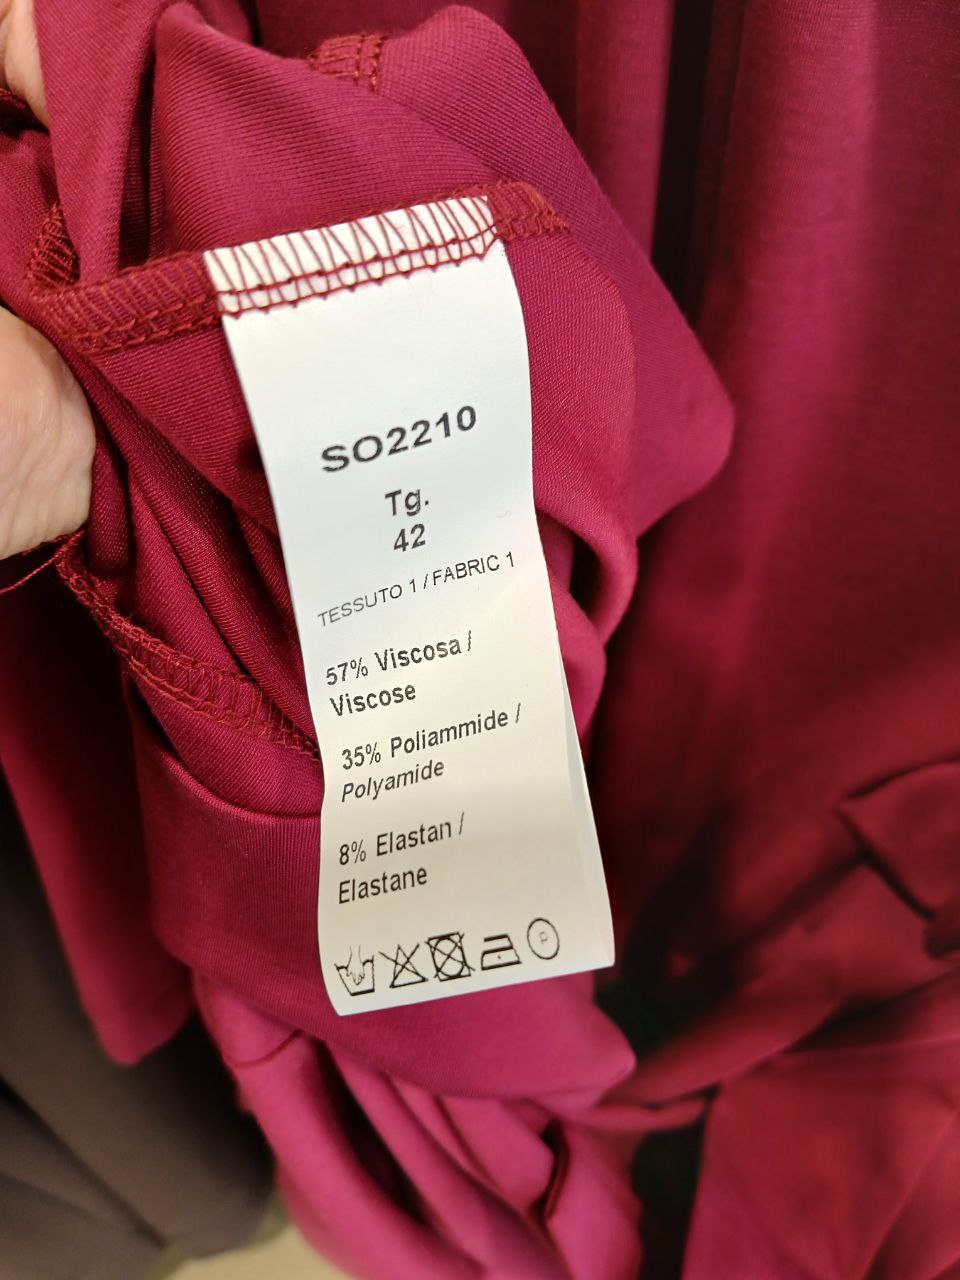 SO2210
Tg.
42
TESSUTO 1 / FABRIC 1
57% Viscosa /
Viscose
35% Poliammide /
Polyamide
8% Elastan /
Elastane
P